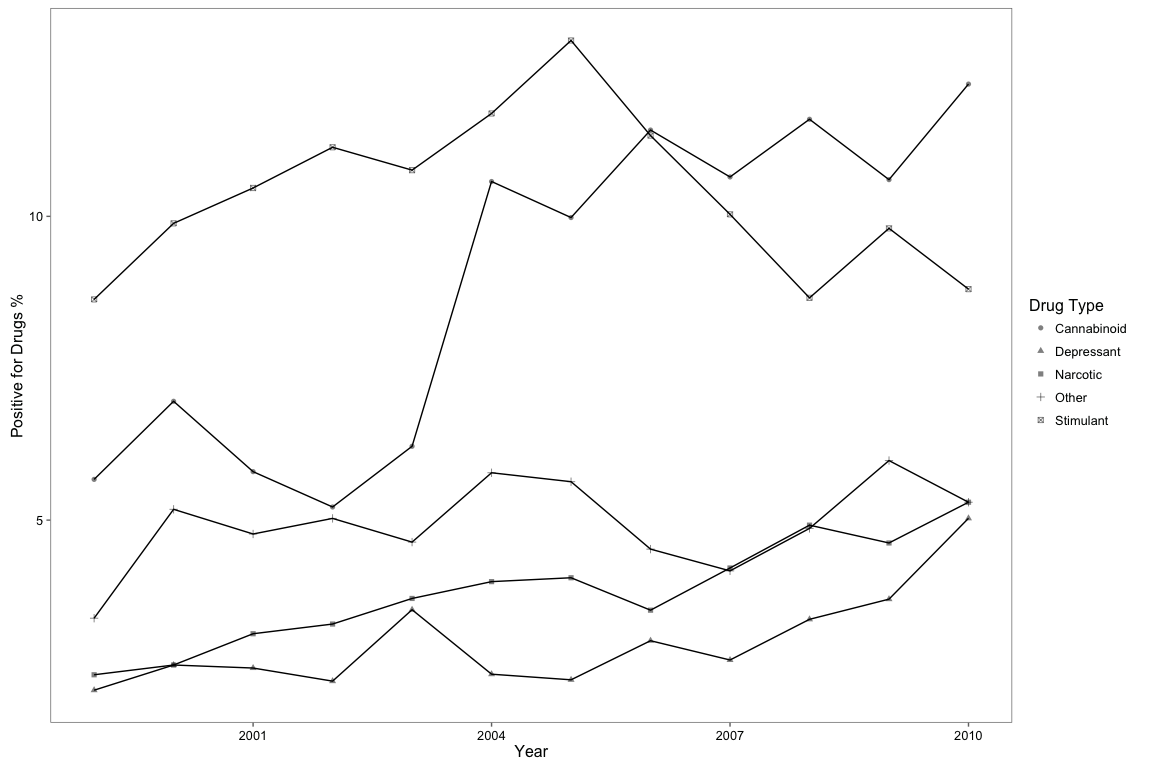 Positive for Drugs %
10
5
2001
2004
2007
2010
Year
Drug Type
Cannabinoid
Depressant
Narcotic
Other
Stimulant